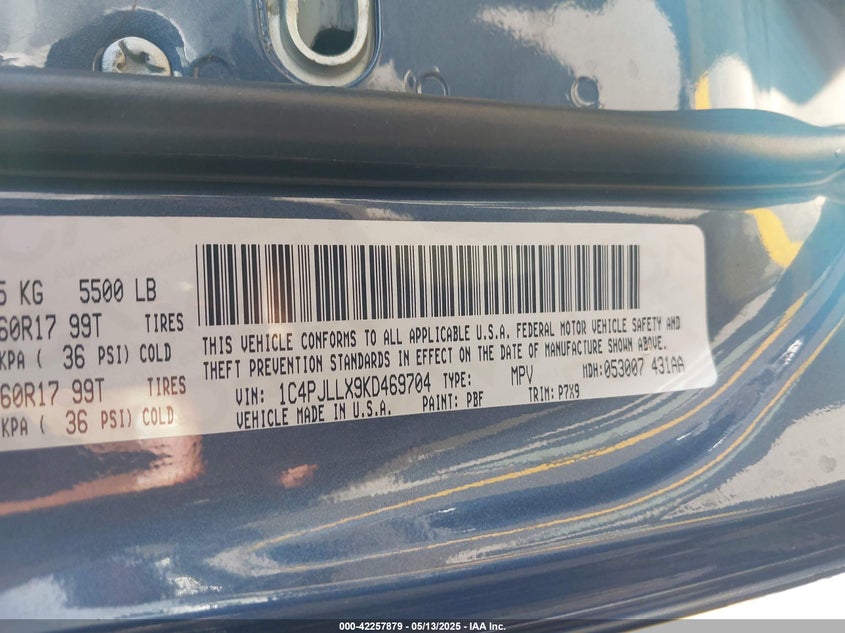 5 KG 5500 LB
60R17 99T TIRES
KPA ( 36 PSI) COLD
60R17 99T TIRES
KPA ( 36 PSI) COLD
THIS VEHICLE CONFORMS TO ALL APPLICABLE U.S.A. FEDERAL MOTOR VEHICLE SAFETY AND
THEFT PREVENTION STANDARDS IN EFFECT ON THE DATE OF MANUFACTURE SHOWN ABOVE.
VIN: 1C4PJLLX9KD469704 TYPE: MPV MDH: 053007 431AA
VEHICLE MADE IN U.S.A. PAINT: PBF TRIM: P7X9
000-42257879 - 05/13/2025 - IAA Inc.